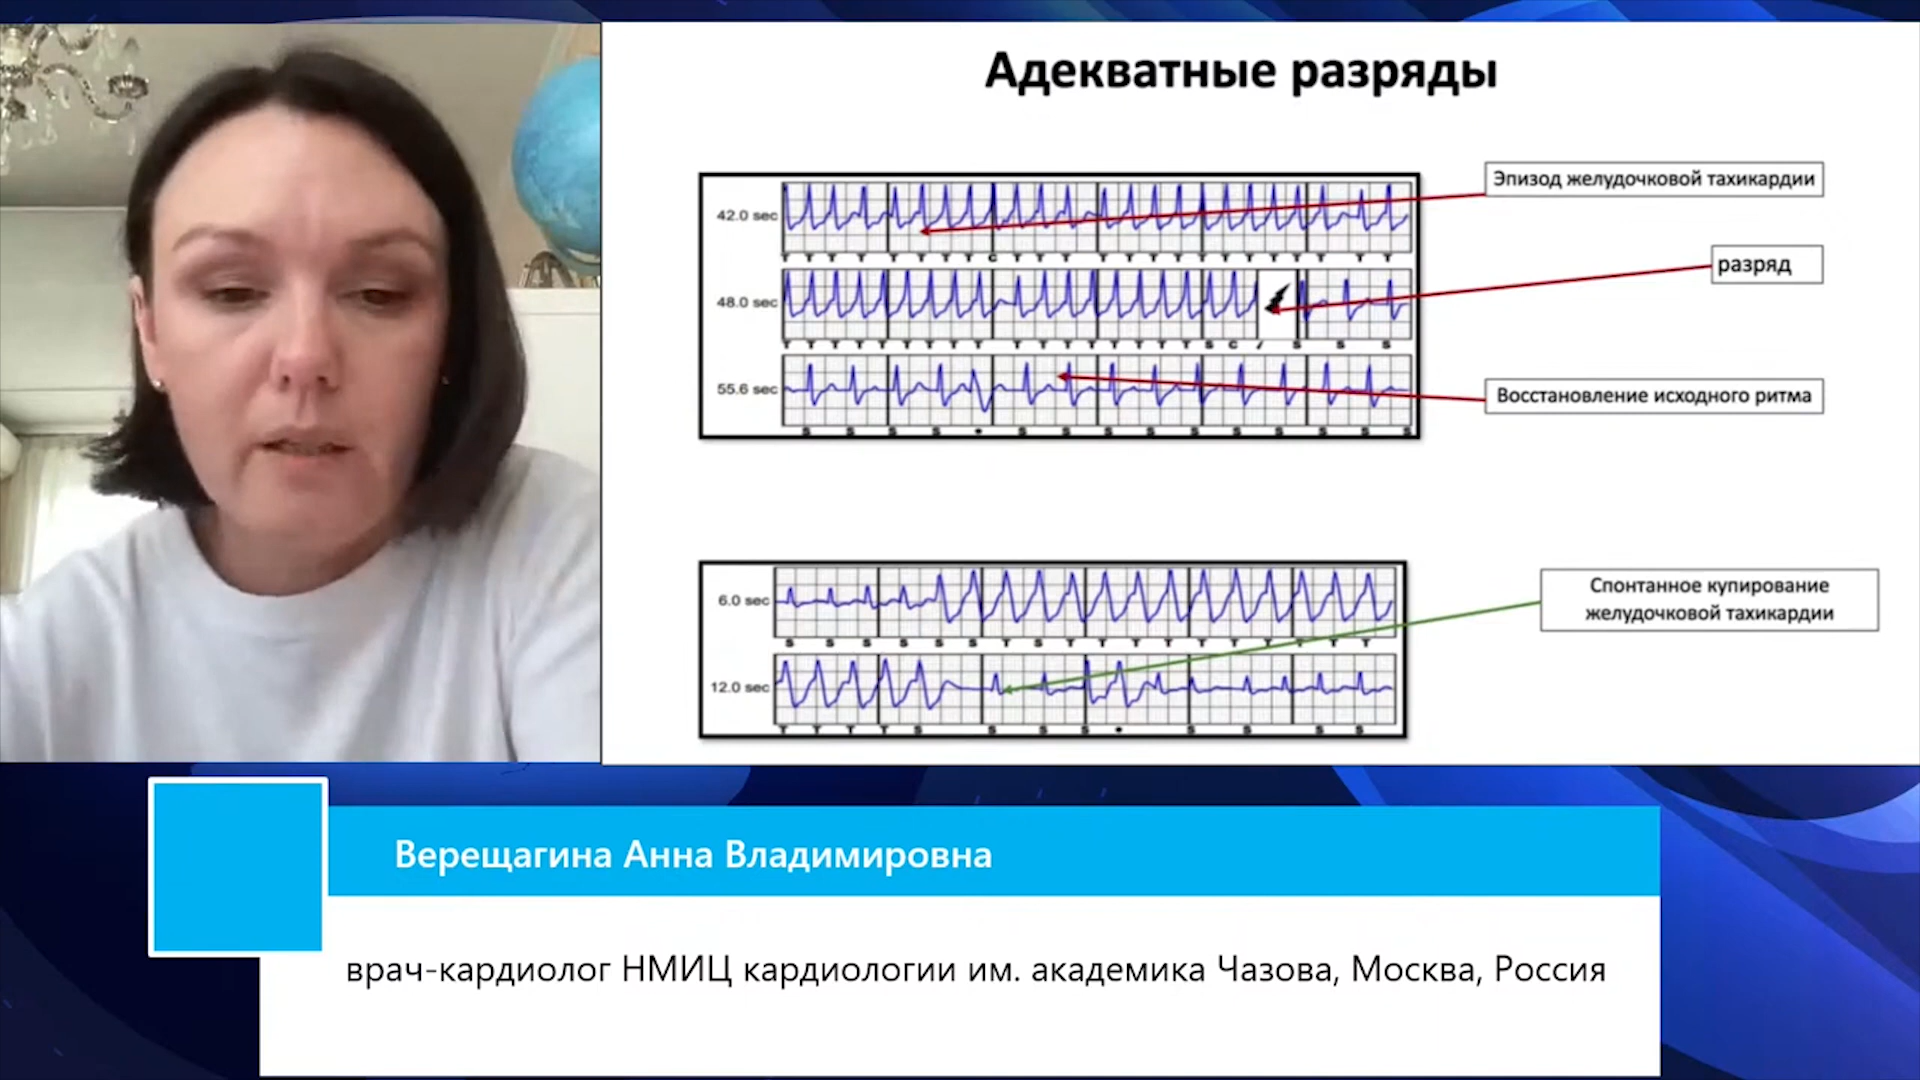 Адекватные разряды
Эпизод желудочковой тахикардии
42.0 sec
T T T T T T T T C T T T T T T T T T T T T T T T
разряд
48.0 sec
T T T T T T T T T T T T T T T T T S C / S S S
55.6 sec
Восстановление исходного ритма
S S S S • S S S S S S S S S S
6.0 sec
Спонтанное купирование
желудочковой тахикардии
S S S S S S T S T T T T T T T T T T
12.0 sec
T T T T S S S S • S S S S
Верещагина Анна Владимировна
врач-кардиолог НМИЦ кардиологии им. академика Чазова, Москва, Россия